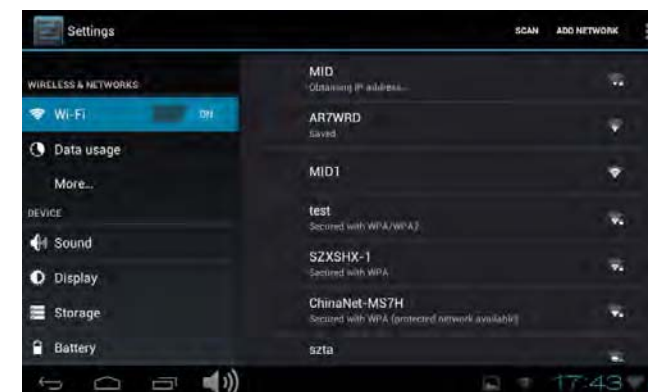 Settings
SCAN ADD NETWORK
WIRELESS & NETWORKS
Wi-Fi ON
Data usage
More...
DEVICE
Sound
Display
Storage
Battery
MID
Obtaining IP address...
AR7WRD
Saved
MID1
test
Secured with WPA/WPA2
SZXSHX-1
Secured with WPA
ChinaNet-MS7H
Secured with WPA (protected network available)
szta
17:43